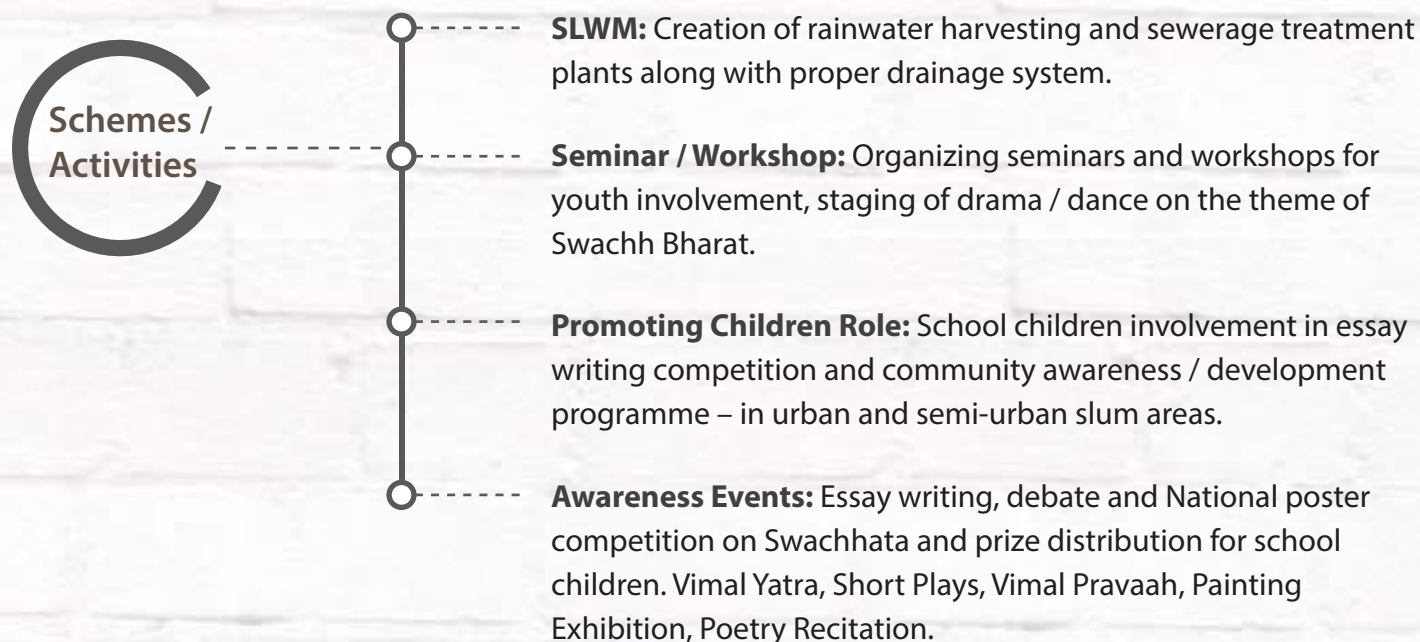 Schemes /
Activities
SLWM: Creation of rainwater harvesting and sewerage treatment
plants along with proper drainage system.
Seminar / Workshop: Organizing seminars and workshops for
youth involvement, staging of drama / dance on the theme of
Swachh Bharat.
Promoting Children Role: School children involvement in essay
writing competition and community awareness / development
programme – in urban and semi-urban slum areas.
Awareness Events: Essay writing, debate and National poster
competition on Swachhata and prize distribution for school
children. Vimal Yatra, Short Plays, Vimal Pravaah, Painting
Exhibition, Poetry Recitation.